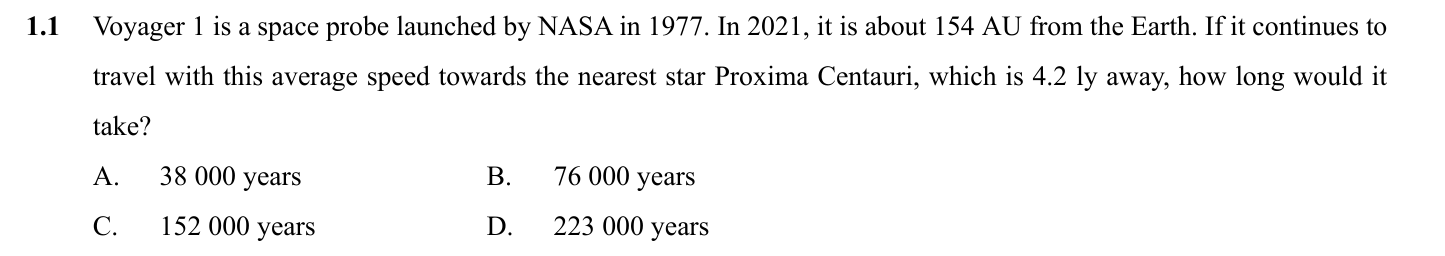 1.1 Voyager 1 is a space probe launched by NASA in 1977. In 2021, it is about 154 AU from the Earth. If it continues to
travel with this average speed towards the nearest star Proxima Centauri, which is 4.2 ly away, how long would it
take?
A. 38 000 years B. 76 000 years
C. 152 000 years D. 223 000 years